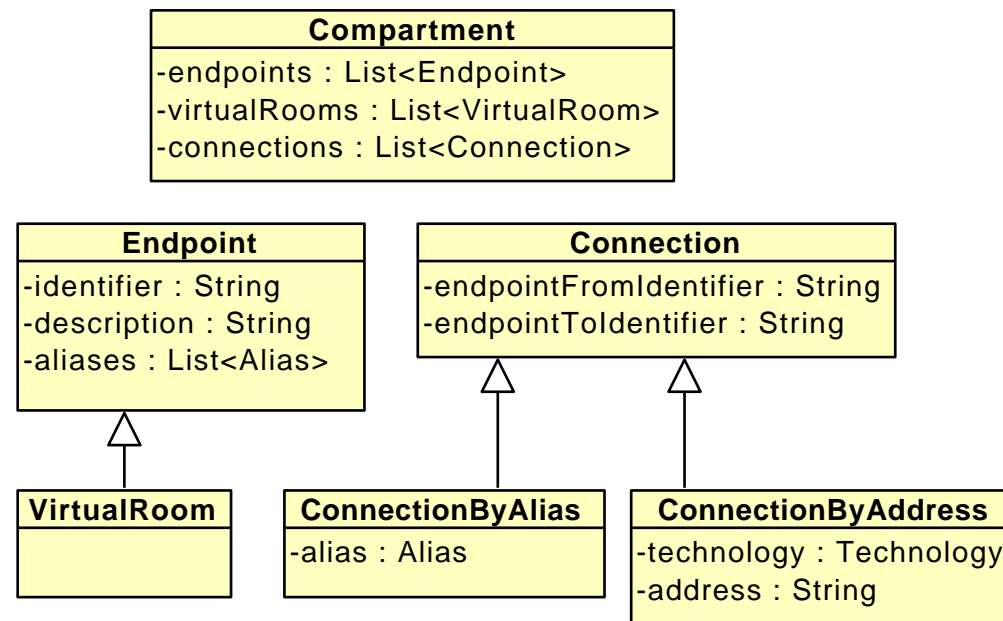 Compartment
-endpoints : List<Endpoint>
-virtualRooms : List<VirtualRoom>
-connections : List<Connection>
Endpoint
-identifier : String
-description : String
-aliases : List<Alias>
Connection
-endpointFromIdentifier : String
-endpointToIdentifier : String
VirtualRoom
ConnectionByAlias
-alias : Alias
ConnectionByAddress
-technology : Technology
-address : String